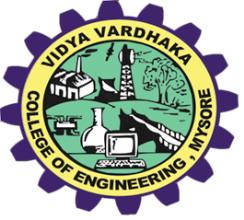 VIDYA VARDHAKA
COLLEGE OF ENGINEERING, MYSORE